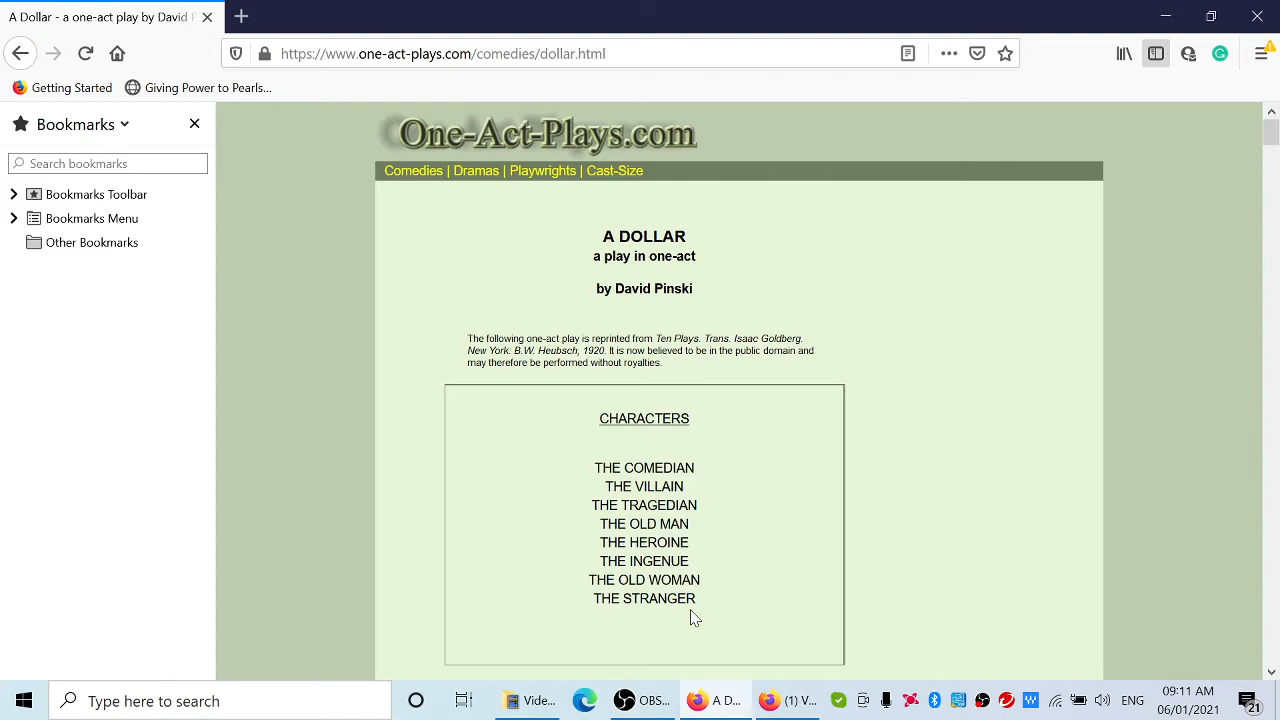 A Dollar - a one-act play by David P
https://www.one-act-plays.com/comedies/dollar.html
Getting Started
Giving Power to Pearls...
Bookmarks
Search bookmarks
Bookmarks Toolbar
Bookmarks Menu
Other Bookmarks
One-Act-Plays.com
Comedies | Dramas | Playwrights | Cast-Size
A DOLLAR
a play in one-act
by David Pinski
The following one-act play is reprinted from Ten Plays. Trans. Isaac Goldberg.
New York: B.W. Heubsch, 1920. It is now believed to be in the public domain and
may therefore be performed without royalties.
CHARACTERS
THE COMEDIAN
THE VILLAIN
THE TRAGEDIAN
THE OLD MAN
THE HEROINE
THE INGENUE
THE OLD WOMAN
THE STRANGER
Type here to search
Vide...
OBS...
A D...
(1) V...
ENG
09:11 AM
06/01/2021
21